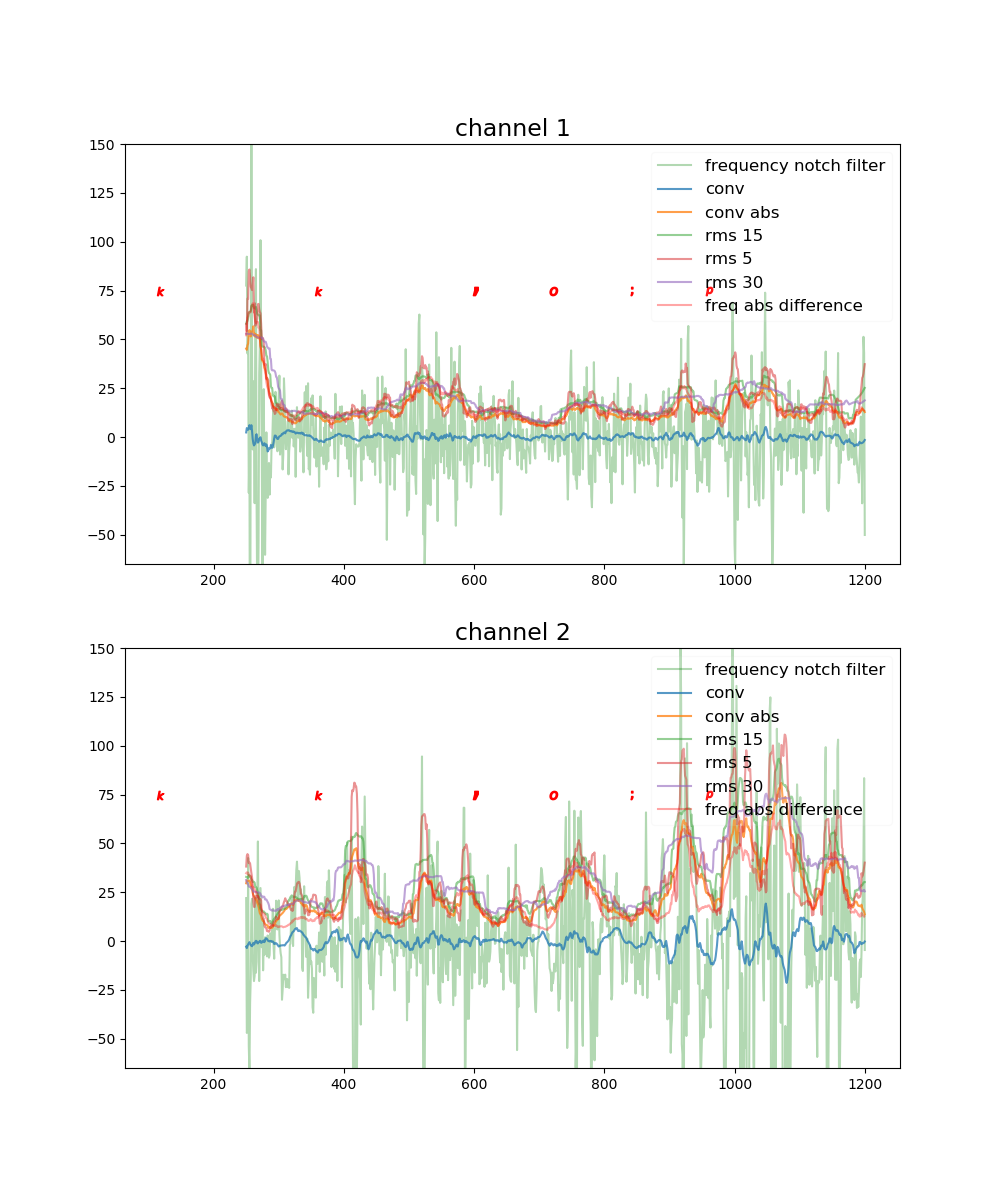 channel 1
150
125
100
75
50
25
0
−25
−50
frequency notch filter
conv
conv abs
rms 15
rms 5
rms 30
freq abs difference
k k o ; p
200 400 600 800 1000 1200
channel 2
150
125
100
75
50
25
0
−25
−50
frequency notch filter
conv
conv abs
rms 15
rms 5
rms 30
freq abs difference
k k o ; p
200 400 600 800 1000 1200